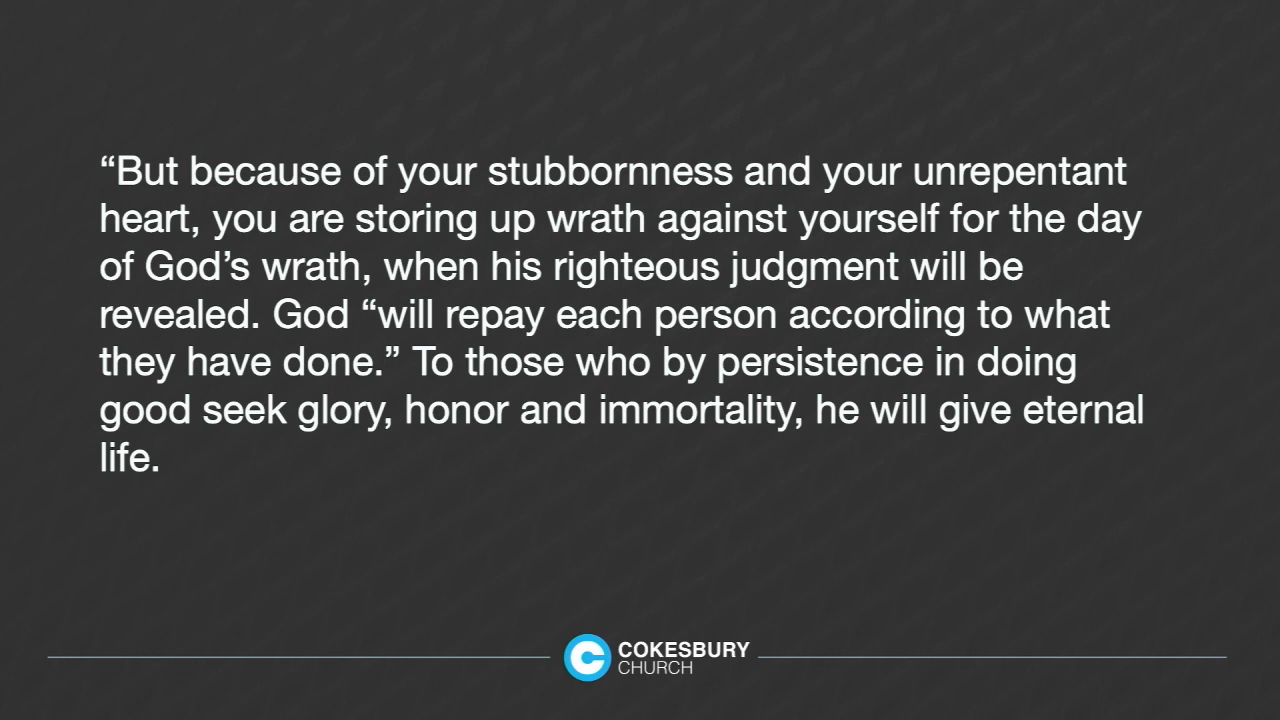 “But because of your stubbornness and your unrepentant
heart, you are storing up wrath against yourself for the day
of God’s wrath, when his righteous judgment will be
revealed. God “will repay each person according to what
they have done.” To those who by persistence in doing
good seek glory, honor and immortality, he will give eternal
life.
COKESBURY
CHURCH